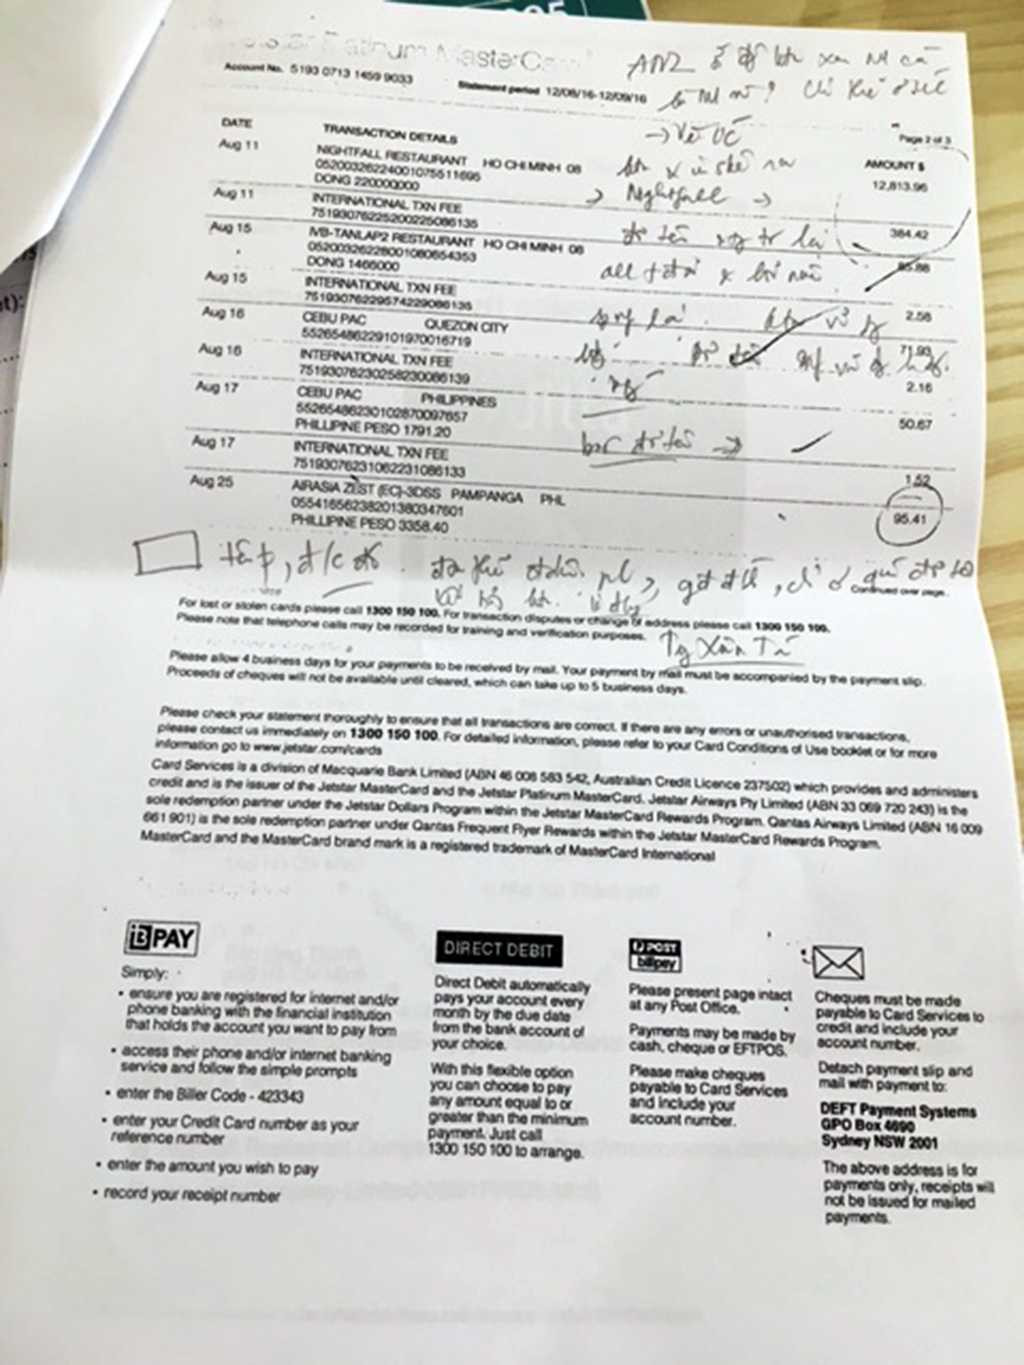 Jetstar Platinum MasterCard
Account No. 5193 0713 1459 9033
Statement period 12/08/16-12/09/16
ANZ
Page 2 of 3
DATE TRANSACTION DETAILS AMOUNT $
Aug 11 NIGHTFALL RESTAURANT HO CHI MINH 08 12,813.96
05200326224001075511695
DONG 220000000
Nightfall
Aug 11 INTERNATIONAL TXN FEE 384.42
75193076225200225086135
Aug 15 IVB-TANLAP2 RESTAURANT HO CHI MINH 08 85.86
05200326228001080654353
DONG 1466000
Aug 15 INTERNATIONAL TXN FEE 2.58
75193076229574229086135
Aug 16 CEBU PAC QUEZON CITY 71.93
55265486229101970016719
Aug 16 INTERNATIONAL TXN FEE 2.16
75193076230258230086139
Aug 17 CEBU PAC PHILIPPINES 50.67
55265486230102870097657
PHILLIPINE PESO 1791.20
Aug 17 INTERNATIONAL TXN FEE 1.52
75193076231062231086133
Aug 25 AIRASIA ZEST (EC)-3DSS PAMPANGA PHL 95.41
05541656238201380347601
PHILLIPINE PESO 3358.40
Continued over page.
For lost or stolen cards please call 1300 150 100. For transaction disputes or change of address please call 1300 150 100.
Please note that telephone calls may be recorded for training and verification purposes.
Please allow 4 business days for your payments to be received by mail. Your payment by mail must be accompanied by the payment slip.
Proceeds of cheques will not be available until cleared, which can take up to 5 business days.
Please check your statement thoroughly to ensure that all transactions are correct. If there are any errors or unauthorised transactions,
please contact us immediately on 1300 150 100. For detailed information, please refer to your Card Conditions of Use booklet or for more
information go to www.jetstar.com/cards
Card Services is a division of Macquarie Bank Limited (ABN 46 008 583 542, Australian Credit Licence 237502) which provides and administers
credit and is the issuer of the Jetstar MasterCard and the Jetstar Platinum MasterCard. Jetstar Airways Pty Limited (ABN 33 069 720 243) is the
sole redemption partner under the Jetstar Dollars Program within the Jetstar MasterCard Rewards Program. Qantas Airways Limited (ABN 16 009
661 901) is the sole redemption partner under Qantas Frequent Flyer Rewards within the Jetstar MasterCard Rewards Program.
MasterCard and the MasterCard brand mark is a registered trademark of MasterCard International
BPAY
Simply:
• ensure you are registered for internet and/or
phone banking with the financial institution
that holds the account you want to pay from
• access their phone and/or internet banking
service and follow the simple prompts
• enter the Biller Code - 423343
• enter your Credit Card number as your
reference number
• enter the amount you wish to pay
• record your receipt number
DIRECT DEBIT
Direct Debit automatically
pays your account every
month by the due date
from the bank account of
your choice.
With this flexible option
you can choose to pay
any amount equal to or
greater than the minimum
payment. Just call
1300 150 100 to arrange.
POST
billpay
Please present page intact
at any Post Office.
Payments may be made by
cash, cheque or EFTPOS.
Please make cheques
payable to Card Services
and include your
account number.
Cheques must be made
payable to Card Services to
credit and include your
account number.
Detach payment slip and
mail with payment to:
DEFT Payment Systems
GPO Box 4690
Sydney NSW 2001
The above address is for
payments only, receipts will
not be issued for mailed
payments.